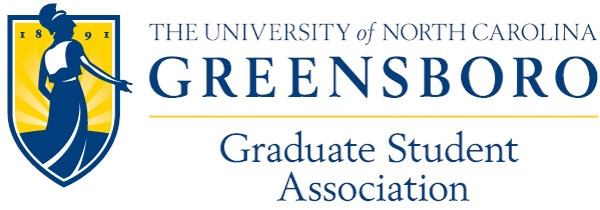 1891
THE UNIVERSITY of NORTH CAROLINA
GREENSBORO
Graduate Student
Association